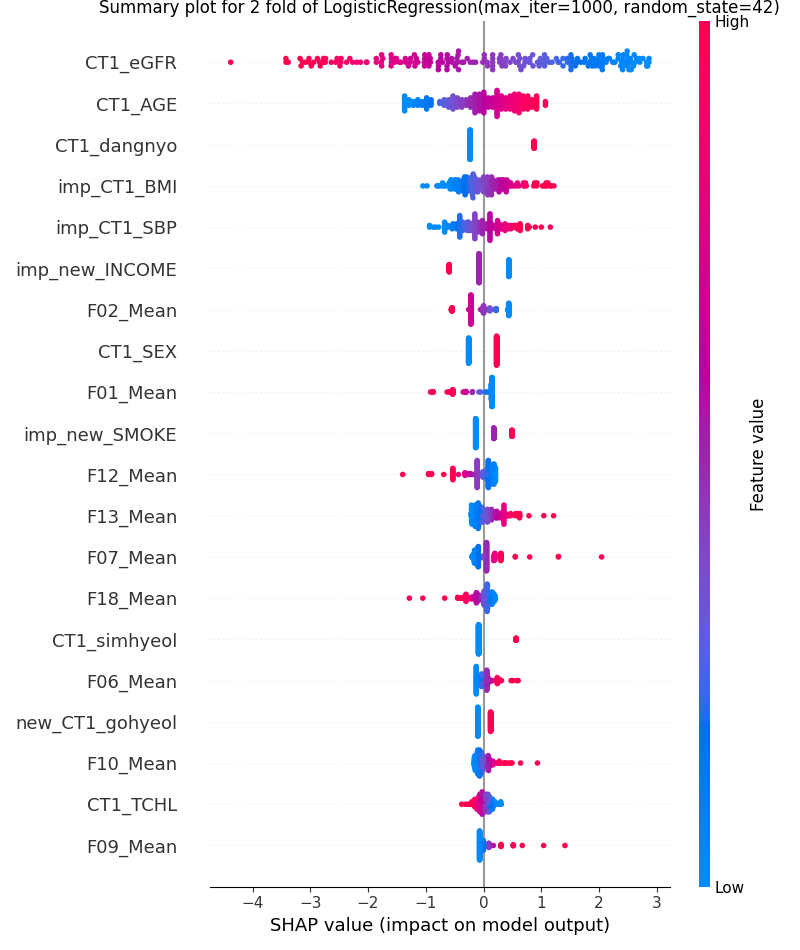 Summary plot for 2 fold of LogisticRegression(max_iter=1000, random_state=42)
High
CT1_eGFR
CT1_AGE
CT1_dangnyo
imp_CT1_BMI
imp_CT1_SBP
imp_new_INCOME
F02_Mean
CT1_SEX
F01_Mean
imp_new_SMOKE
F12_Mean
F13_Mean
F07_Mean
F18_Mean
CT1_simhyeol
F06_Mean
new_CT1_gohyeol
F10_Mean
CT1_TCHL
F09_Mean
Feature value
Low
−4 −3 −2 −1 0 1 2 3
SHAP value (impact on model output)